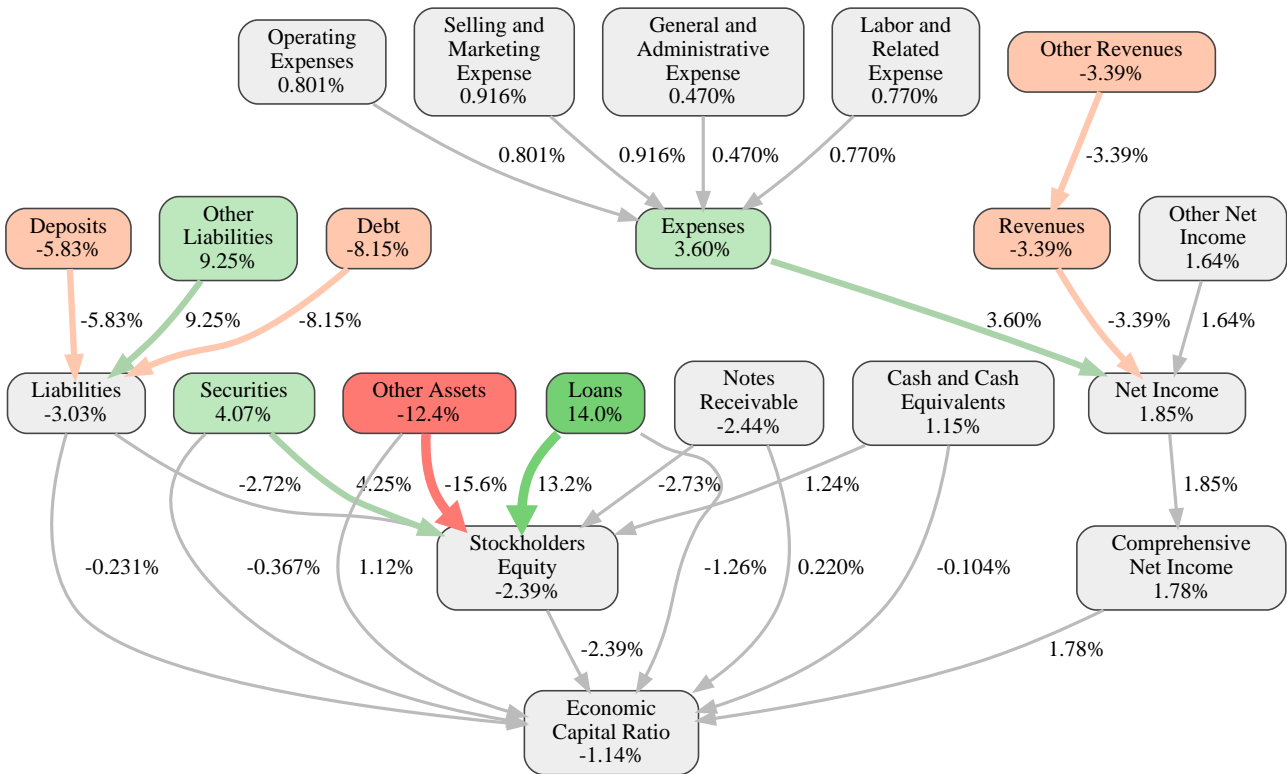 Operating
Expenses
0.801%
Selling and
Marketing
Expense
0.916%
General and
Administrative
Expense
0.470%
Labor and
Related
Expense
0.770%
Other Revenues
-3.39%
0.801%
0.916%
0.470%
0.770%
-3.39%
Deposits
-5.83%
Other
Liabilities
9.25%
Debt
-8.15%
Expenses
3.60%
Revenues
-3.39%
Other Net
Income
1.64%
-5.83%
9.25%
-8.15%
3.60%
-3.39%
1.64%
Liabilities
-3.03%
Securities
4.07%
Other Assets
-12.4%
Loans
14.0%
Notes
Receivable
-2.44%
Cash and Cash
Equivalents
1.15%
Net Income
1.85%
-2.72%
4.25%
-15.6%
13.2%
-2.73%
1.24%
1.85%
Stockholders
Equity
-2.39%
Comprehensive
Net Income
1.78%
-0.231%
-0.367%
1.12%
-1.26%
0.220%
-0.104%
-2.39%
1.78%
Economic
Capital Ratio
-1.14%